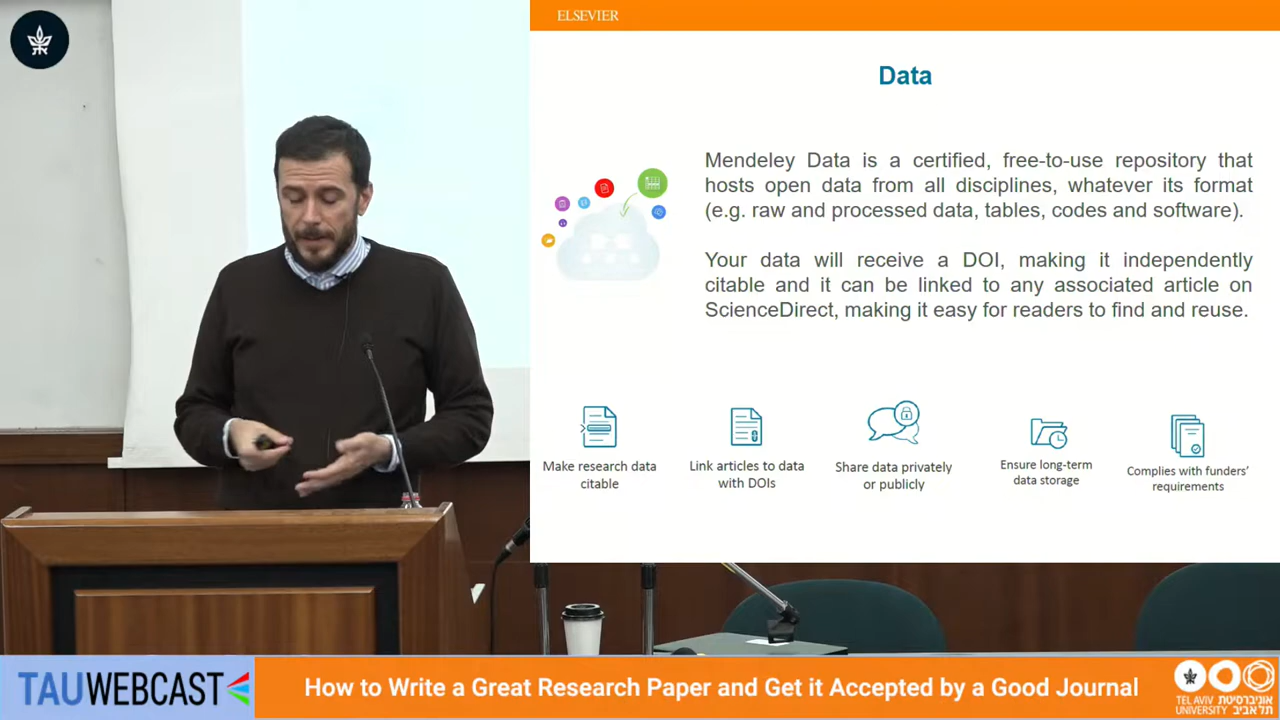 ELSEVIER
Data
Mendeley Data is a certified, free-to-use repository that
hosts open data from all disciplines, whatever its format
(e.g. raw and processed data, tables, codes and software).
Your data will receive a DOI, making it independently
citable and it can be linked to any associated article on
ScienceDirect, making it easy for readers to find and reuse.
Make research data
citable
Link articles to data
with DOIs
Share data privately
or publicly
Ensure long-term
data storage
Complies with funders’
requirements
TAUWEBCAST
How to Write a Great Research Paper and Get it Accepted by a Good Journal
TEL AVIV אוניברסיטת
UNIVERSITY תל אביב